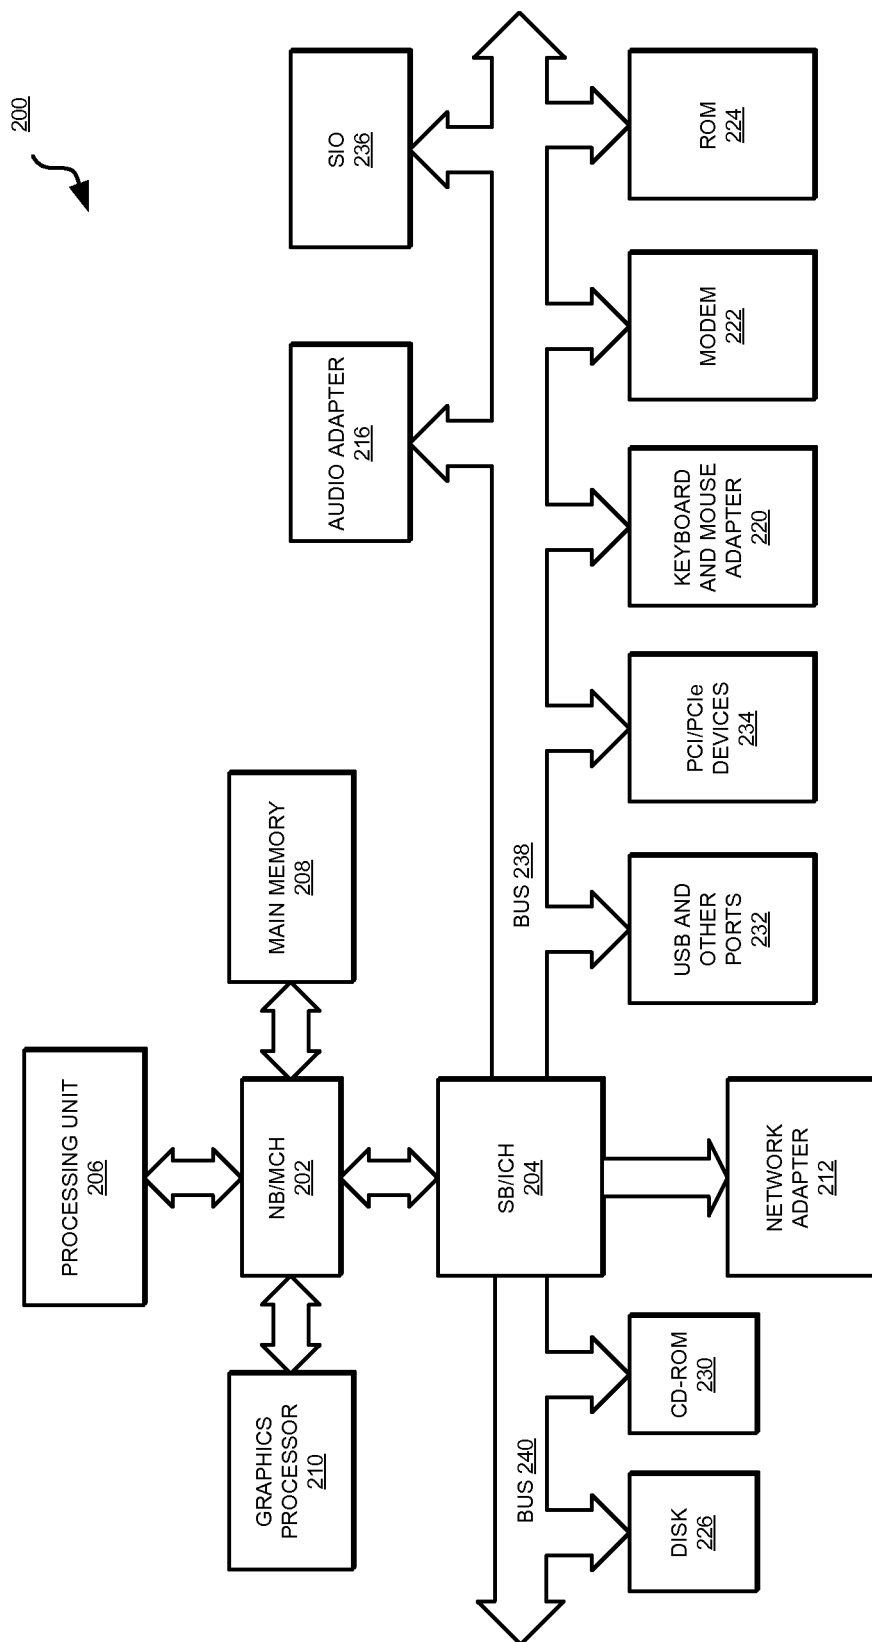 200
PROCESSING UNIT
206
GRAPHICS
PROCESSOR
210
NB/MCH
202
MAIN MEMORY
208
AUDIO ADAPTER
216
SIO
236
SB/ICH
204
BUS 240
BUS 238
DISK
226
CD-ROM
230
NETWORK
ADAPTER
212
USB AND
OTHER
PORTS
232
PCI/PCIe
DEVICES
234
KEYBOARD
AND MOUSE
ADAPTER
220
MODEM
222
ROM
224